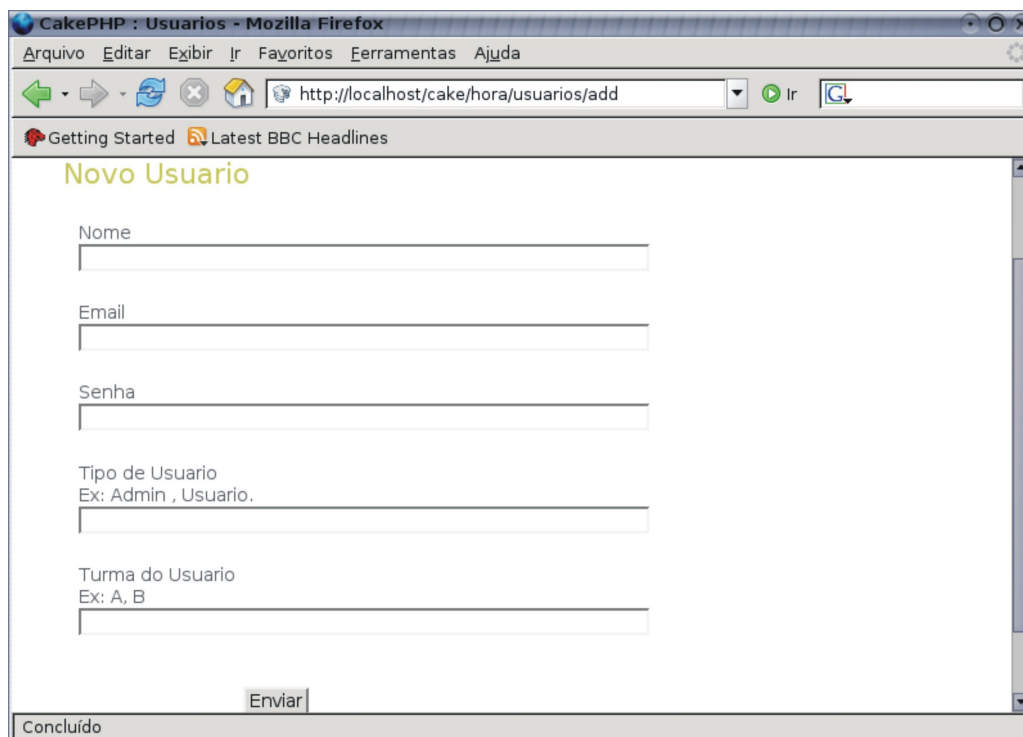 CakePHP : Usuarios - Mozilla Firefox
Arquivo Editar Exibir Ir Favoritos Ferramentas Ajuda
http://localhost/cake/hora/usuarios/add Ir G
Getting Started Latest BBC Headlines
Novo Usuario
Nome
Email
Senha
Tipo de Usuario
Ex: Admin , Usuario.
Turma do Usuario
Ex: A, B
Enviar
Concluído